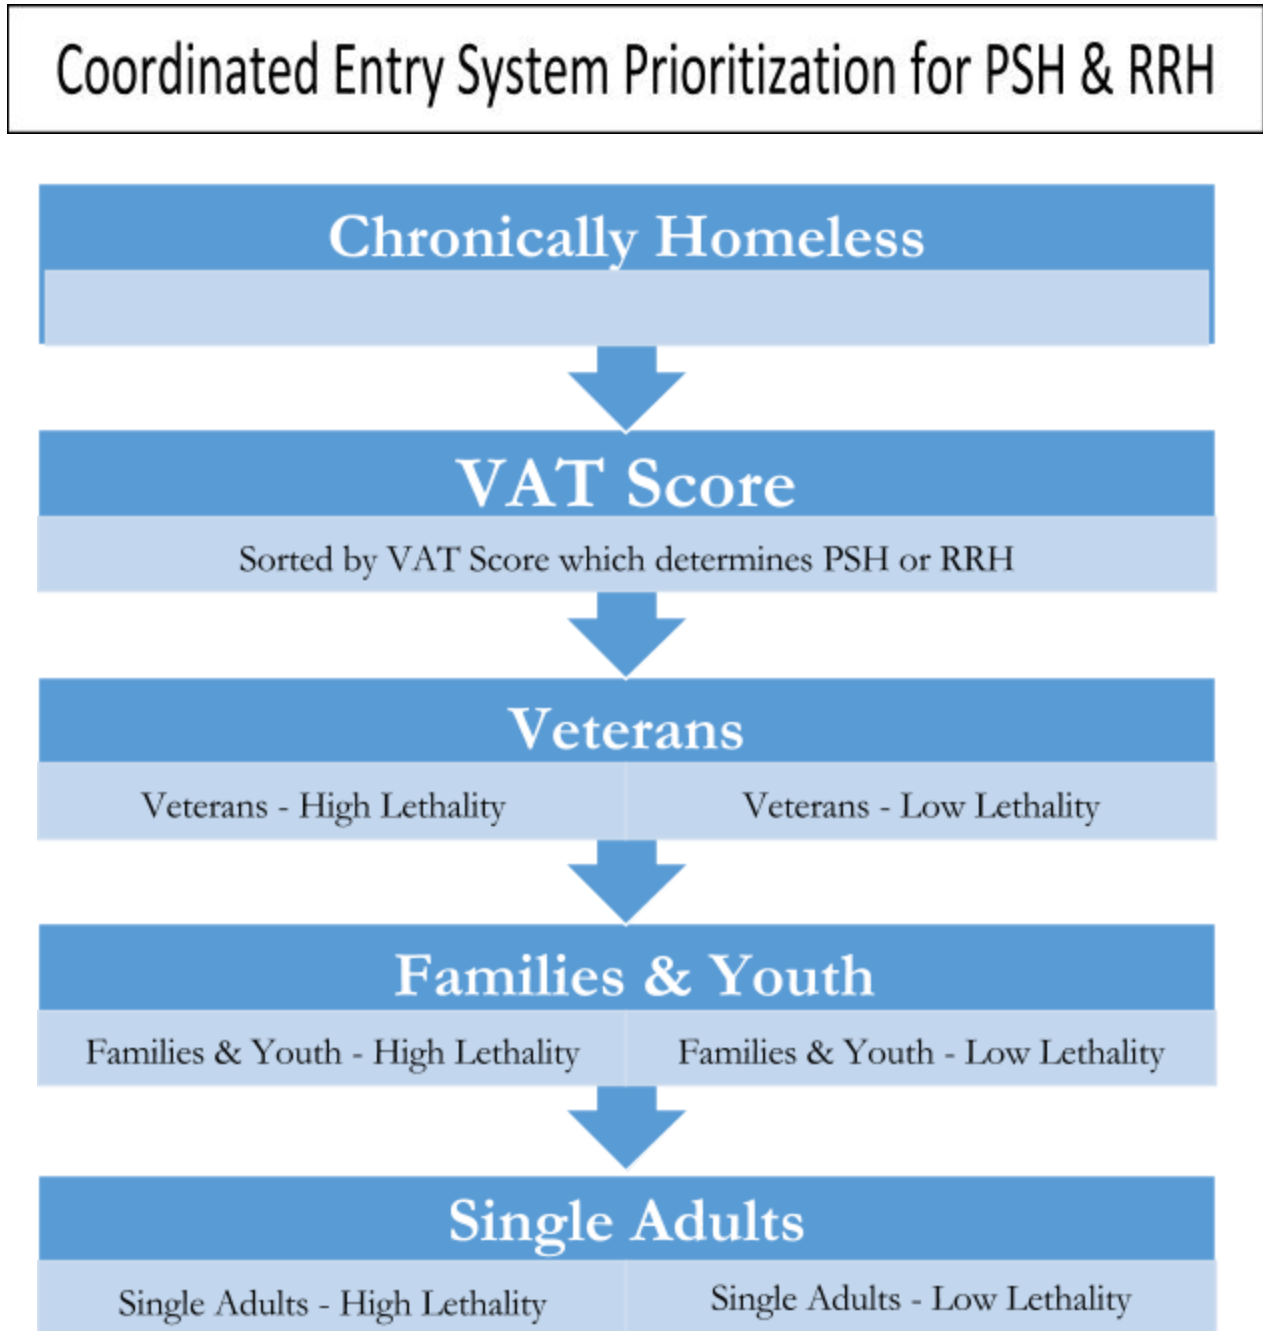 Coordinated Entry System Prioritization for PSH & RRH
Chronically Homeless
VAT Score
Sorted by VAT Score which determines PSH or RRH
Veterans
Veterans - High Lethality
Veterans - Low Lethality
Families & Youth
Families & Youth - High Lethality
Families & Youth - Low Lethality
Single Adults
Single Adults - High Lethality
Single Adults - Low Lethality